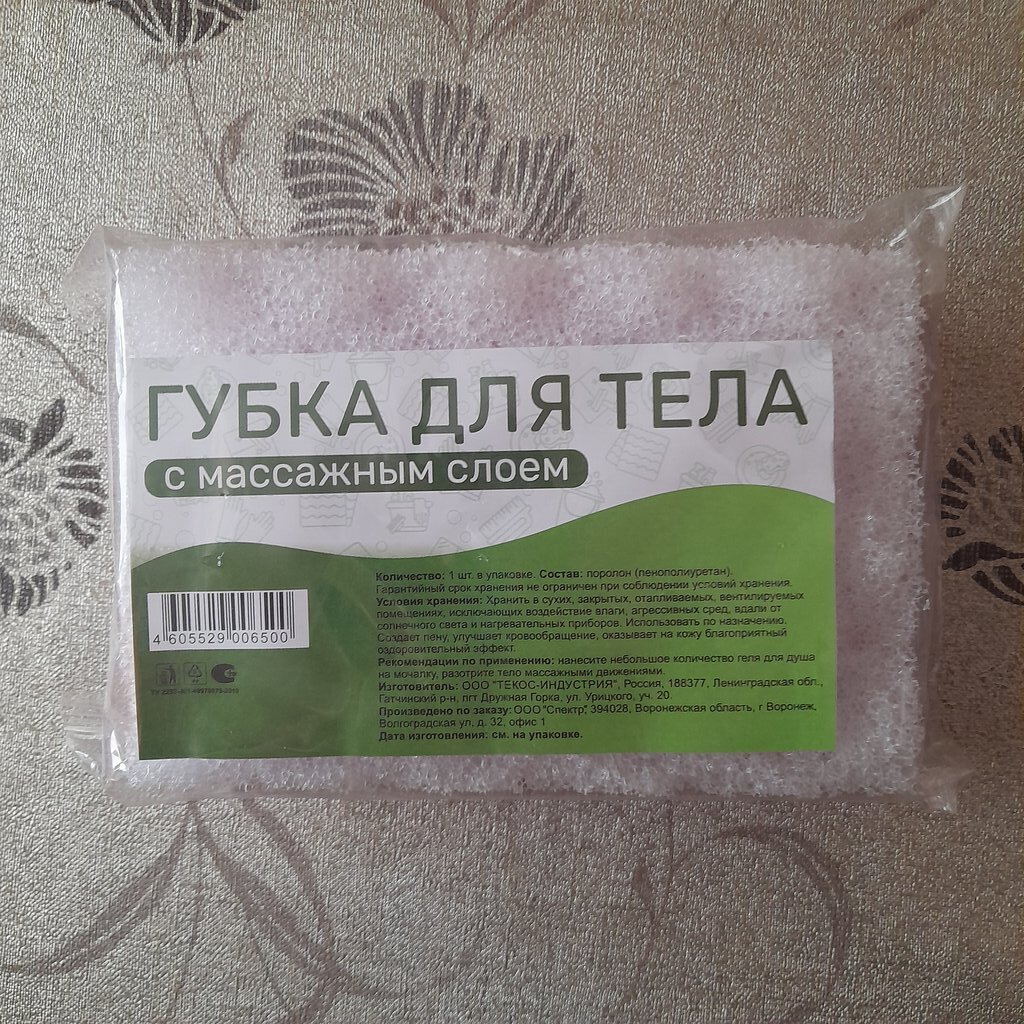 ГУБКА ДЛЯ ТЕЛА
с массажным слоем
Количество: 1 шт. в упаковке. Состав: поролон (пенополиуретан).
Гарантийный срок хранения не ограничен при соблюдении условий хранения.
Условия хранения: Хранить в сухих, закрытых, отапливаемых, вентилируемых
помещениях, исключающих воздействие влаги, агрессивных сред, вдали от
солнечного света и нагревательных приборов. Использовать по назначению.
Создает пену, улучшает кровообращение, оказывает на кожу благоприятный
оздоровительный эффект.
Рекомендации по применению: нанесите небольшое количество геля для душа
на мочалку, разотрите тело массажными движениями.
Изготовитель: ООО "ТЕКОС-ИНДУСТРИЯ", Россия, 188377, Ленинградская обл.,
Гатчинский р-н, пгт Дружная Горка, ул. Урицкого, уч. 20.
Произведено по заказу: ООО "Спектр", 394028, Воронежская область, г Воронеж,
Волгоградская ул, д. 32, офис 1
Дата изготовления: см. на упаковке.
4 605529 006500